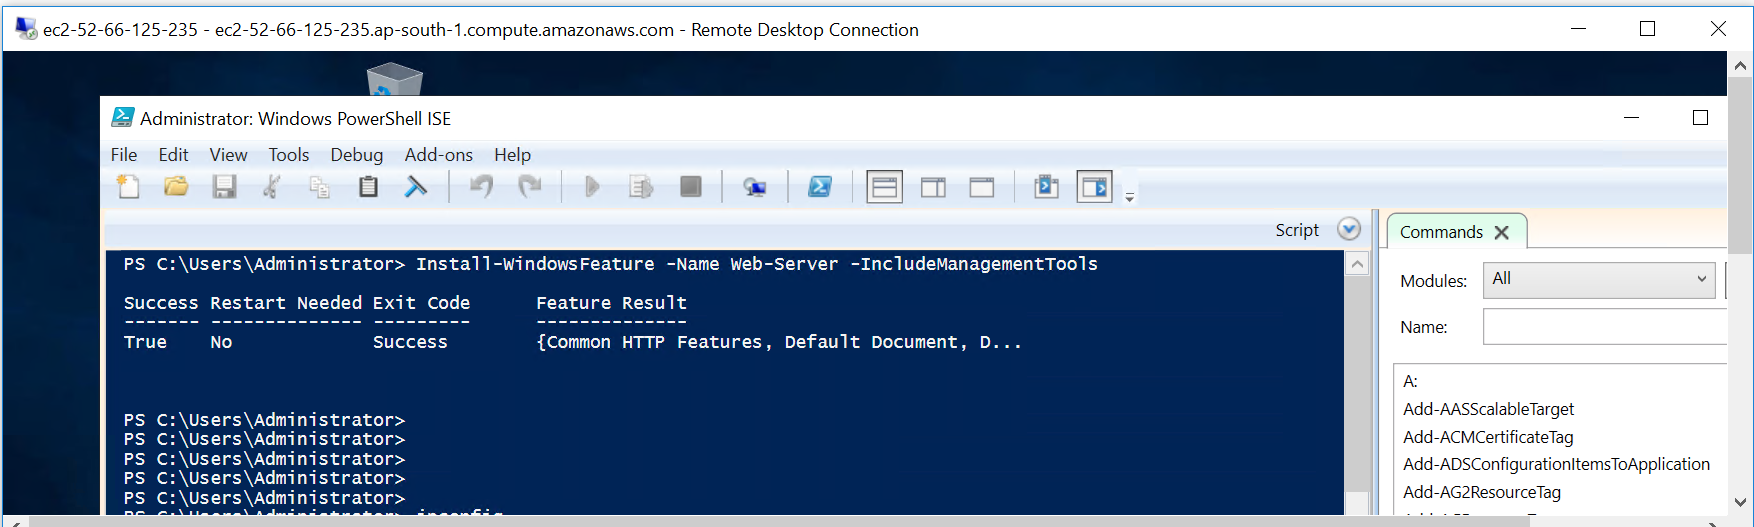 ec2-52-66-125-235 - ec2-52-66-125-235.ap-south-1.compute.amazonaws.com - Remote Desktop Connection
Administrator: Windows PowerShell ISE
File Edit View Tools Debug Add-ons Help
Script
Commands
PS C:\Users\Administrator> Install-WindowsFeature -Name Web-Server -IncludeManagementTools
Success Restart Needed Exit Code Feature Result
------- -------------- --------- --------------
True No Success {Common HTTP Features, Default Document, D...
PS C:\Users\Administrator>
PS C:\Users\Administrator>
PS C:\Users\Administrator>
PS C:\Users\Administrator>
PS C:\Users\Administrator>
PS C:\Users\Administrator> ipconfig
Modules: All
Name:
A:
Add-AASScalableTarget
Add-ACMCertificateTag
Add-ADSConfigurationItemsToApplication
Add-AG2ResourceTag